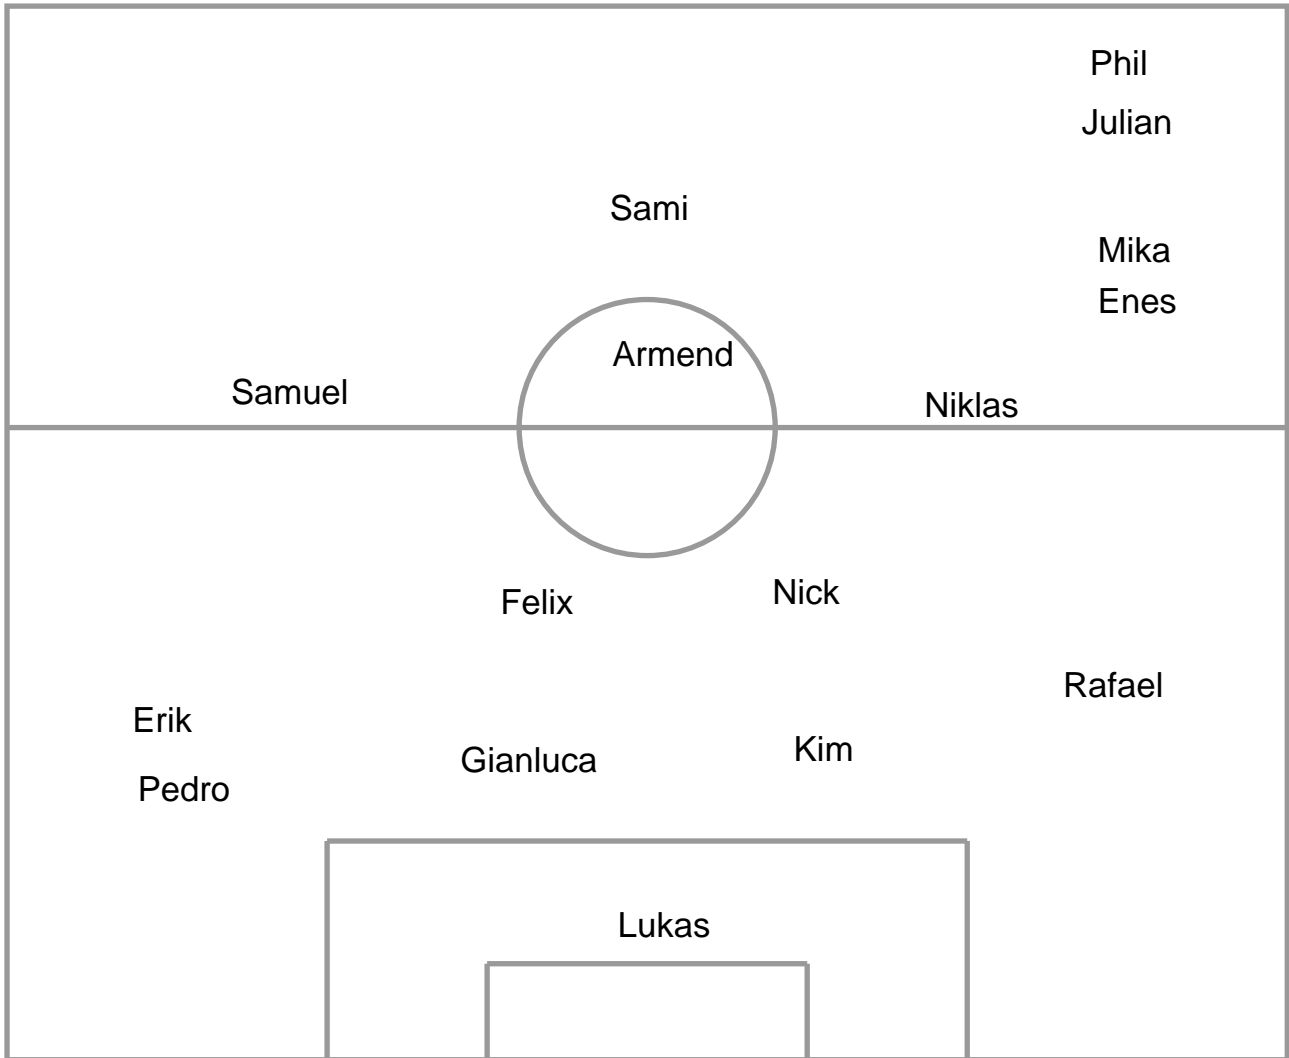 Phil
Julian
Sami
Mika
Enes
Armend
Samuel
Niklas
Felix
Nick
Rafael
Erik
Gianluca
Kim
Pedro
Lukas